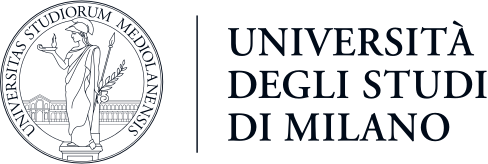 UNIVERSITAS STUDIORUM MEDIOLANENSIS
UNIVERSITÀ
DEGLI STUDI
DI MILANO